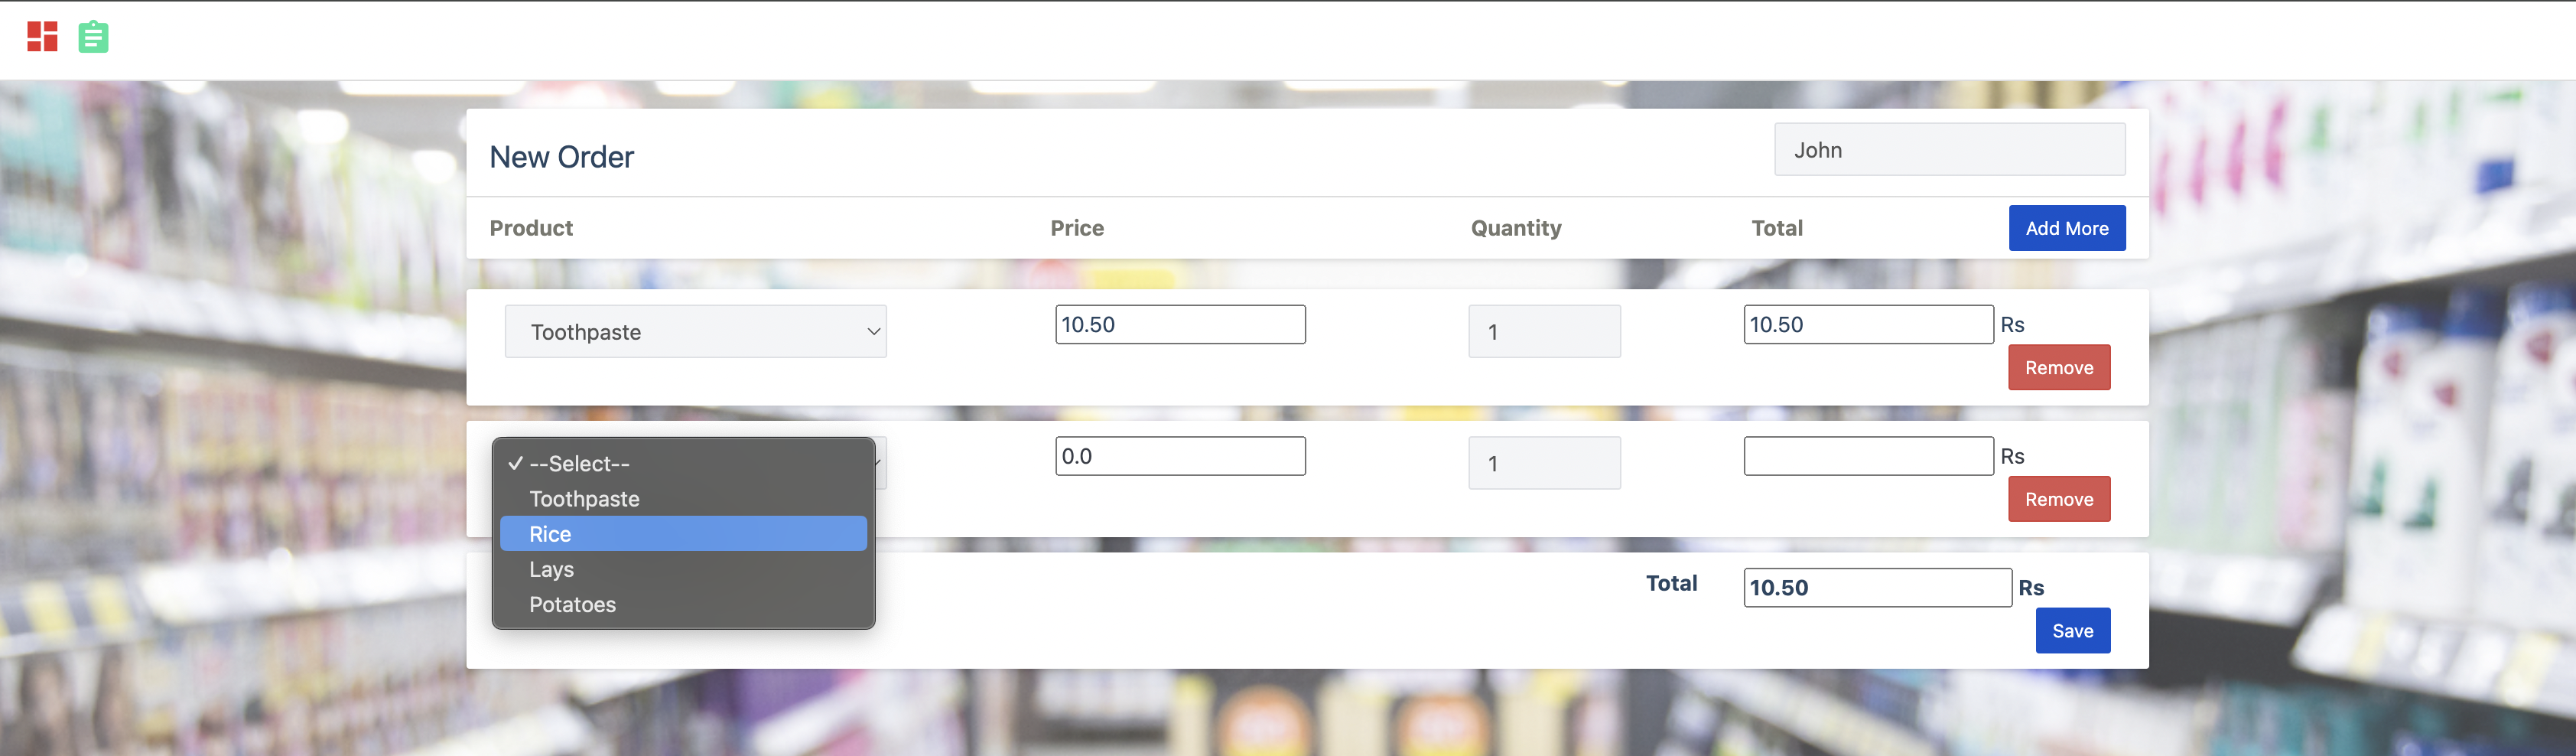 New Order
John
Product Price Quantity Total Add More
Toothpaste 10.50 1 10.50 Rs
Remove
✓ --Select-- 0.0 1 Rs
Toothpaste Remove
Rice
Lays
Potatoes
Total 10.50 Rs
Save